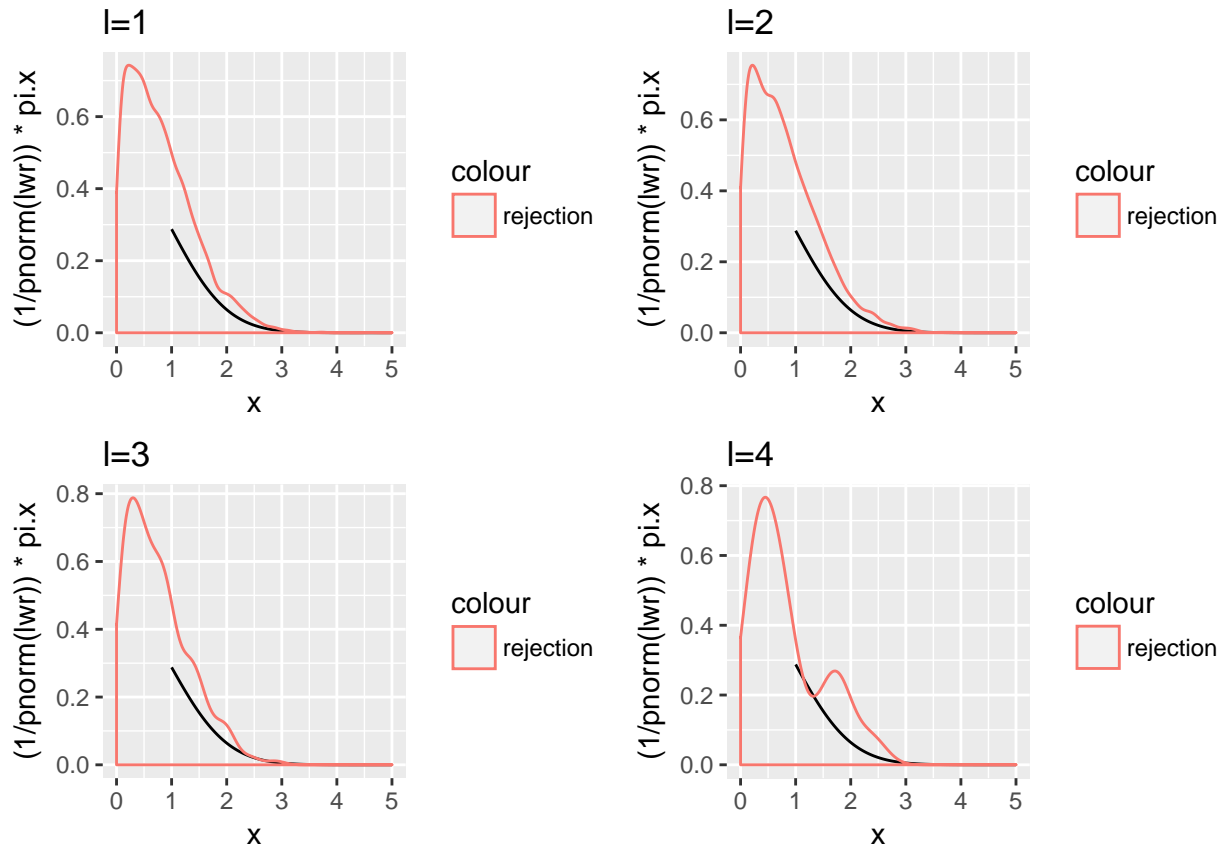 l=1
(1/pnorm(lwr)) * pi.x
0.6
0.4
0.2
0.0
0 1 2 3 4 5
x
colour
rejection
l=2
(1/pnorm(lwr)) * pi.x
0.6
0.4
0.2
0.0
0 1 2 3 4 5
x
colour
rejection
l=3
(1/pnorm(lwr)) * pi.x
0.8
0.6
0.4
0.2
0.0
0 1 2 3 4 5
x
colour
rejection
l=4
(1/pnorm(lwr)) * pi.x
0.8
0.6
0.4
0.2
0.0
0 1 2 3 4 5
x
colour
rejection